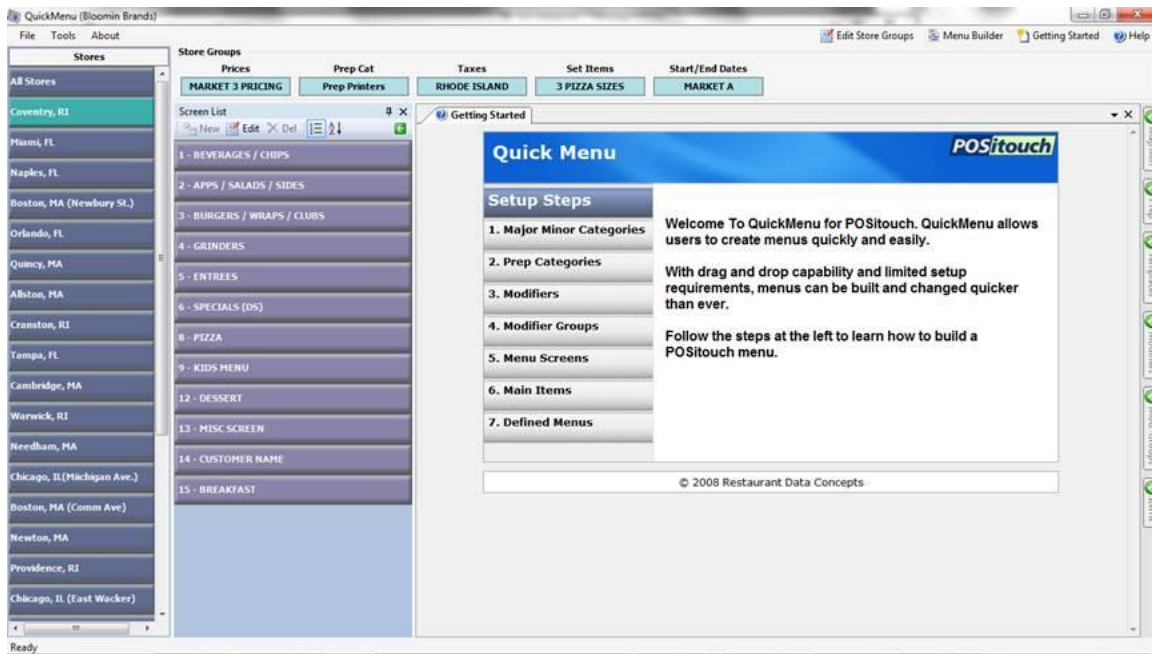 QuickMenu (Bloomin Brands)
File Tools About
Edit Store Groups Menu Builder Getting Started Help
Stores
All Stores
Coventry, RI
Miami, FL
Naples, FL
Boston, MA (Newbury St.)
Orlando, FL
Quincy, MA
Allston, MA
Cranston, RI
Tampa, FL
Cambridge, MA
Warwick, RI
Needham, MA
Chicago, IL(Miichigan Ave.)
Boston, MA (Comm Ave)
Newton, MA
Providence, RI
Chiicago, IL (East Wacker)
Store Groups
Prices Prep Cat Taxes Set Items Start/End Dates
MARKET 3 PRICING Prep Printers RHODE ISLAND 3 PIZZA SIZES MARKET A
Screen List
New Edit Del
1 - BEVERAGES / CHIPS
2 - APPS / SALADS / SIDES
3 - BURGERS / WRAPS / CLUBS
4 - GRINDERS
5 - ENTREES
6 - SPECIALS (DS)
8 - PIZZA
9 - KIDS MENU
12 - DESSERT
13 - MISC SCREEN
14 - CUSTOMER NAME
15 - BREAKFAST
Getting Started
Quick Menu
POSitouch
Setup Steps
1. Major Minor Categories
2. Prep Categories
3. Modifiers
4. Modifier Groups
5. Menu Screens
6. Main Items
7. Defined Menus
Welcome To QuickMenu for POSitouch. QuickMenu allows
users to create menus quickly and easily.
With drag and drop capability and limited setup
requirements, menus can be built and changed quicker
than ever.
Follow the steps at the left to learn how to build a
POSitouch menu.
© 2008 Restaurant Data Concepts
Ready